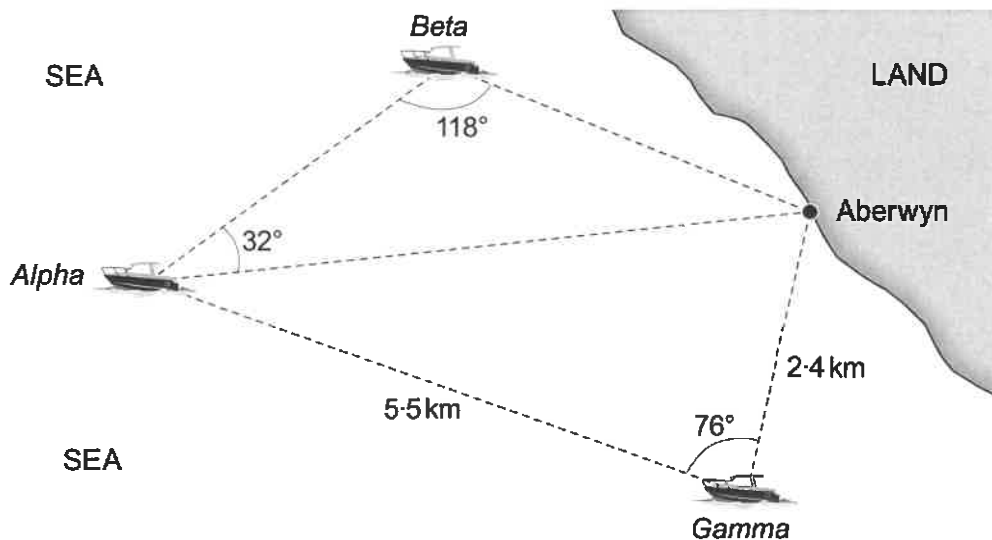 Beta
SEA
LAND
118°
Aberwyn
32°
Alpha
2·4 km
5·5 km
76°
SEA
Gamma